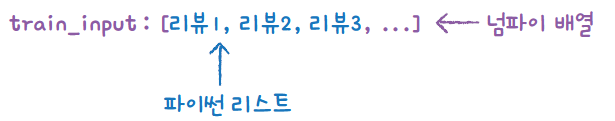 train_input : [리뷰1, 리뷰2, 리뷰3, ...] ← 넘파이 배열
파이썬 리스트